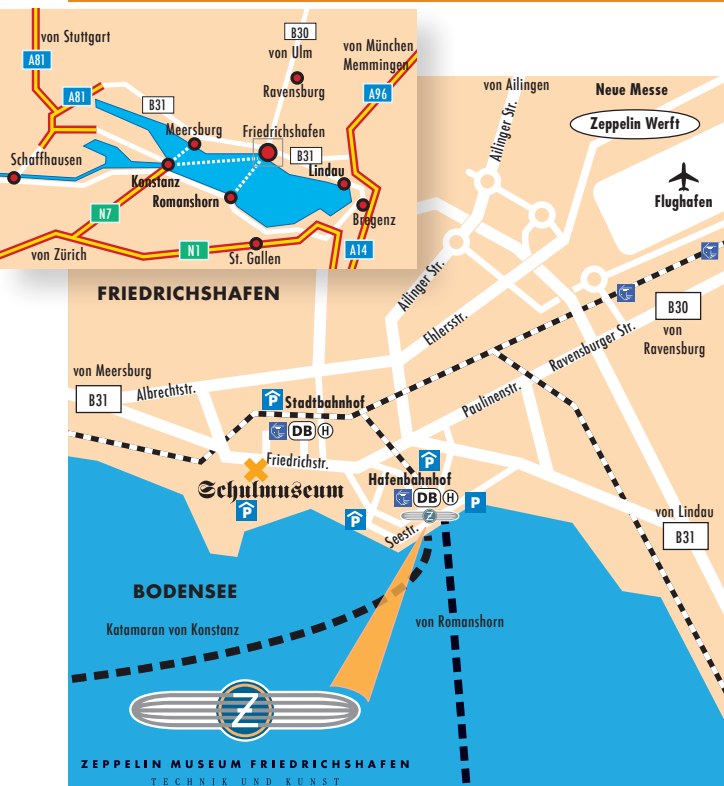 von Stuttgart
A81
A81
B31
B30
von Ulm
Ravensburg
von München
Memmingen
A96
Meersburg
Friedrichshafen
B31
Schaffhausen
Konstanz
Romanshorn
Lindau
Bregenz
N7
von Zürich
N1
St. Gallen
A14
von Ailingen
Neue Messe
Zeppelin Werft
Ailinger Str.
Flughafen
FRIEDRICHSHAFEN
Ailinger Str.
Ehlersstr.
B30
von
Ravensburg
Ravensburger Str.
von Meersburg
B31
Albrechtstr.
P
Stadtbahnhof
DB H
Paulinenstr.
Friedrichstr.
Schulmuseum
P
P
Hafenbahnhof
DB H
P
P
Z
Seestr.
von Lindau
B31
BODENSEE
Katamaran von Konstanz
von Romanshorn
Z
ZEPPELIN MUSEUM FRIEDRICHSHAFEN
TECHNIK UND KUNST